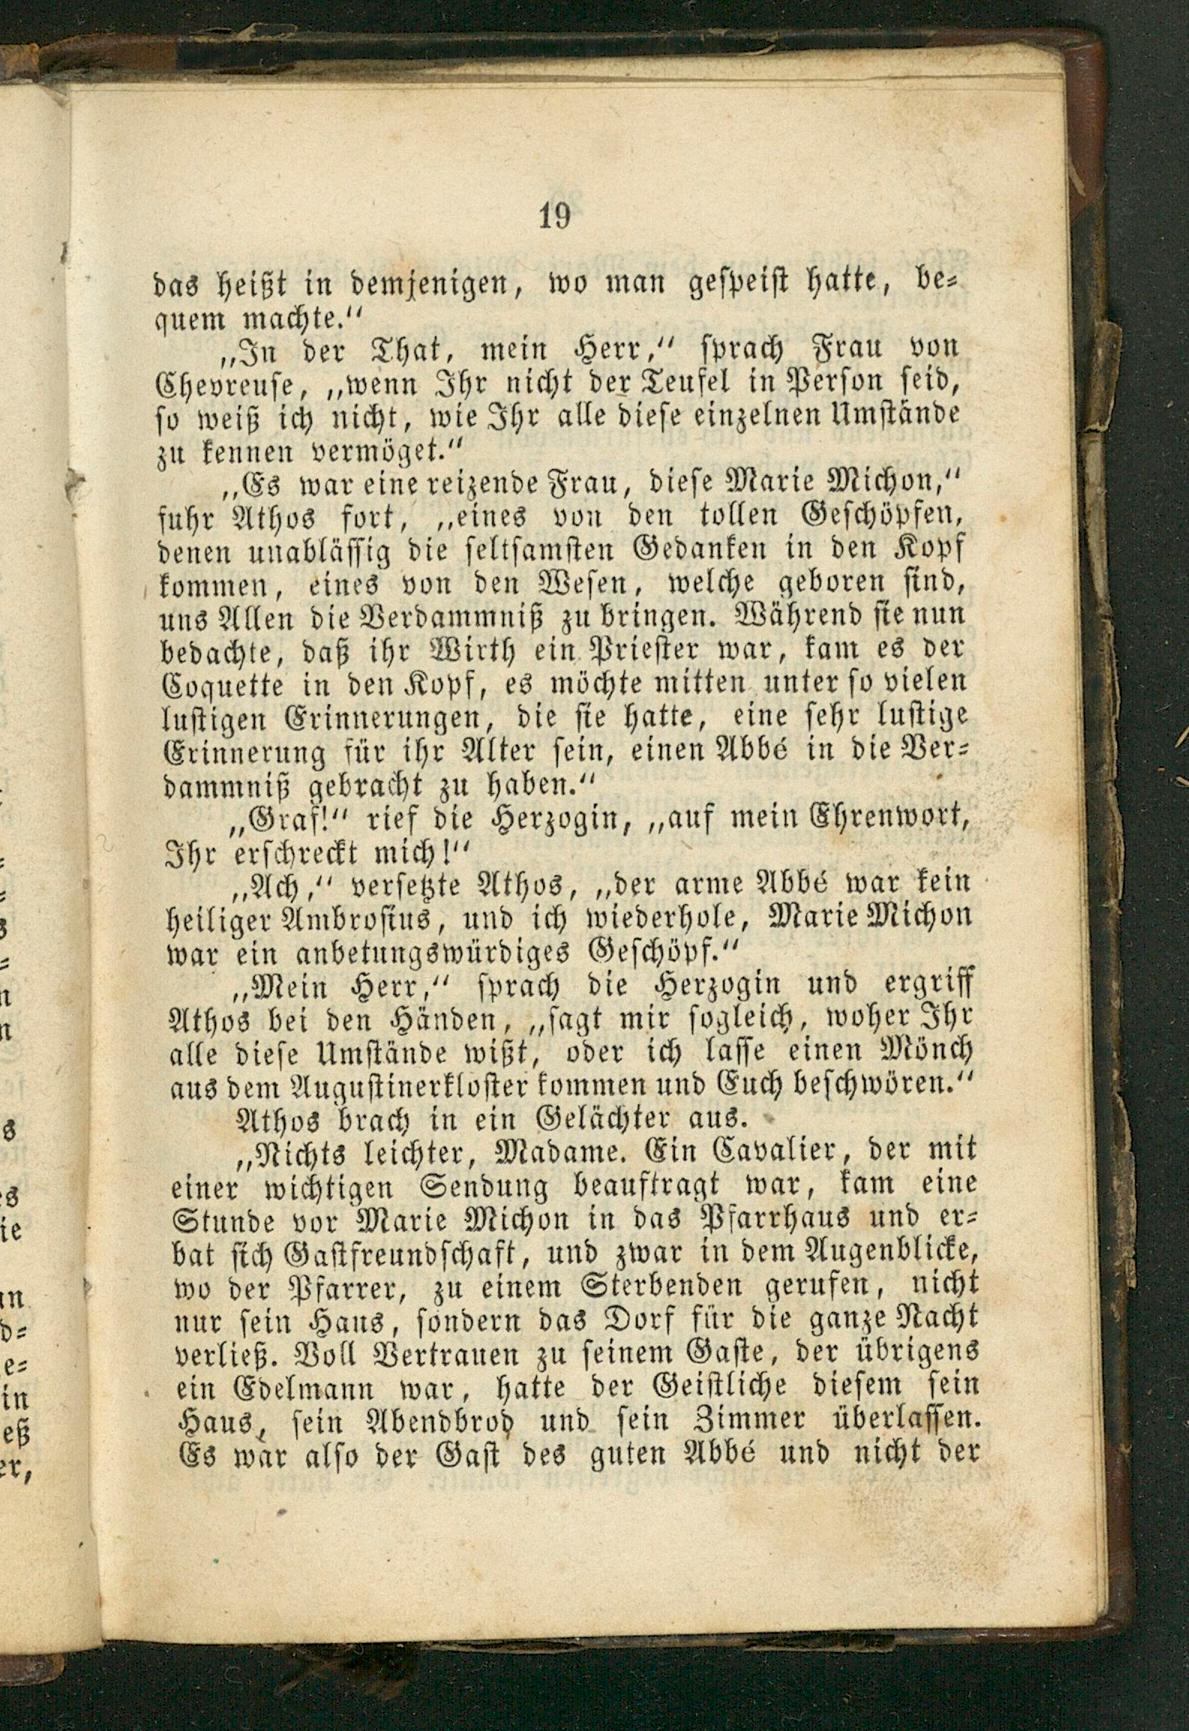 19
das heißt in demjenigen, wo man gespeist hatte, be=
quem machte.“
„In der That, mein Herr,“ sprach Frau von
Chevreuse, „wenn Ihr nicht der Teufel in Person seid,
so weiß ich nicht, wie Ihr alle diese einzelnen Umstände
zu kennen vermöget.“
„Es war eine reizende Frau, diese Marie Michon,“
fuhr Athos fort, „eines von den tollen Geschöpfen,
denen unablässig die seltsamsten Gedanken in den Kopf
kommen, eines von den Wesen, welche geboren sind,
uns Allen die Verdammniß zu bringen. Während sie nun
bedachte, daß ihr Wirth ein Priester war, kam es der
Coquette in den Kopf, es möchte mitten unter so vielen
lustigen Erinnerungen, die sie hatte, eine sehr lustige
Erinnerung für ihr Alter sein, einen Abbé in die Ver=
dammniß gebracht zu haben.“
„Graf!“ rief die Herzogin, „auf mein Ehrenwort,
Ihr erschreckt mich!“
„Ach,“ versetzte Athos, „der arme Abbé war kein
heiliger Ambrosius, und ich wiederhole, Marie Michon
war ein anbetungswürdiges Geschöpf.“
„Mein Herr,“ sprach die Herzogin und ergriff
Athos bei den Händen, „sagt mir sogleich, woher Ihr
alle diese Umstände wißt, oder ich lasse einen Mönch
aus dem Augustinerkloster kommen und Euch beschwören.“
Athos brach in ein Gelächter aus.
„Nichts leichter, Madame. Ein Cavalier, der mit
einer wichtigen Sendung beauftragt war, kam eine
Stunde vor Marie Michon in das Pfarrhaus und er=
bat sich Gastfreundschaft, und zwar in dem Augenblicke,
wo der Pfarrer, zu einem Sterbenden gerufen, nicht
nur sein Haus, sondern das Dorf für die ganze Nacht
verließ. Voll Vertrauen zu seinem Gaste, der übrigens
ein Edelmann war, hatte der Geistliche diesem sein
Haus, sein Abendbrod und sein Zimmer überlassen.
Es war also der Gast des guten Abbé und nicht der